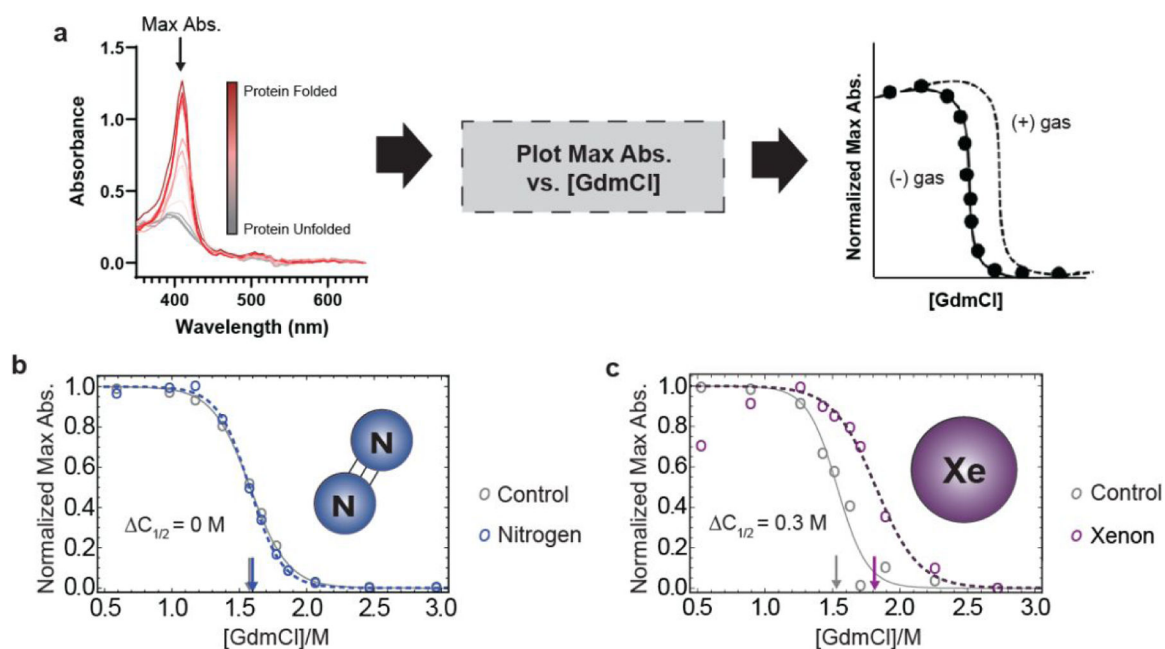 a
Max Abs.
1.5
1.0
0.5
0.0
Absorbance
Protein Folded
Protein Unfolded
400
500
600
Wavelength (nm)
Plot Max Abs.
vs. [GdmCl]
Normalized Max Abs.
(+) gas
(-) gas
[GdmCl]
b
Normalized Max Abs.
1.0
0.8
0.6
0.4
0.2
0.0
N
N
ΔC1/2 = 0 M
0.5
1.0
1.5
2.0
2.5
3.0
[GdmCl]/M
Control
Nitrogen
c
Normalized Max Abs.
1.0
0.8
0.6
0.4
0.2
0.0
Xe
ΔC1/2 = 0.3 M
0.5
1.0
1.5
2.0
2.5
3.0
[GdmCl]/M
Control
Xenon